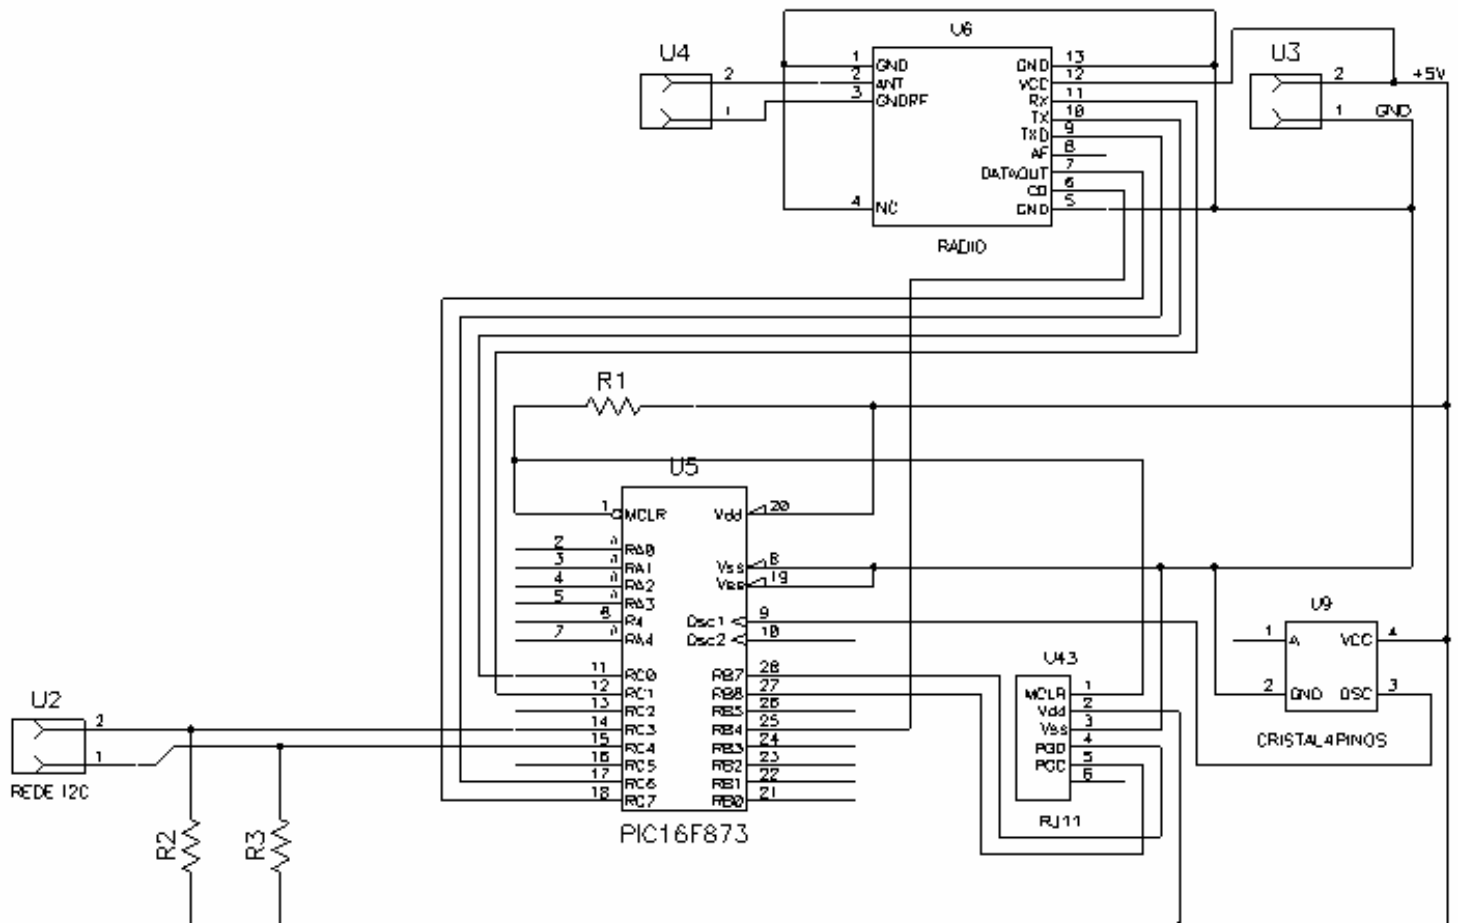 U6
U4
2
1
1 GND
2 ANT
3 GNDRF
4 NC
GND 13
VCC 12
Rx 11
Tx 10
TXD 9
AF 8
DATAOUT 7
CD 6
GND 5
RADIO
U3
2 +5V
1 GND
R1
U5
1 MCLR
2 RA0
3 RA1
4 RA2
5 RA3
6 R4
7 RA4
11 RC0
12 RC1
13 RC2
14 RC3
15 RC4
16 RC5
17 RC6
18 RC7
Vdd 20
Vss 8
Vss 19
Osc1 9
Osc2 10
RB7 28
RB6 27
RB5 26
RB4 25
RB3 24
RB2 23
RB1 22
RB0 21
PIC16F873
U43
MCLR 1
Vdd 2
Vss 3
PGD 4
PGC 5
6
RJ11
U9
1 A
2 GND
VCC 4
OSC 3
CRISTAL4PINOS
U2
2
1
REDE I2C
R2
R3